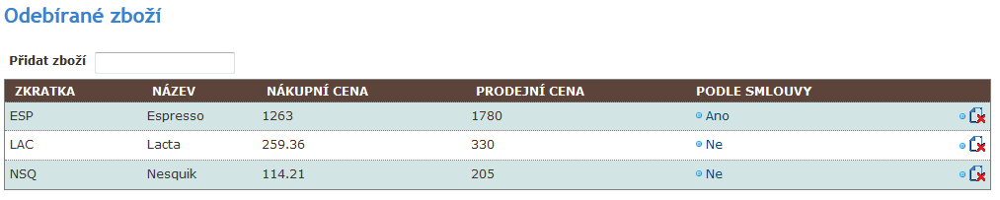 Odebírané zboží
Přidat zboží
ZKRATKA NÁZEV NÁKUPNÍ CENA PRODEJNÍ CENA PODLE SMLOUVY
ESP Espresso 1263 1780 Ano
LAC Lacta 259.36 330 Ne
NSQ Nesquik 114.21 205 Ne